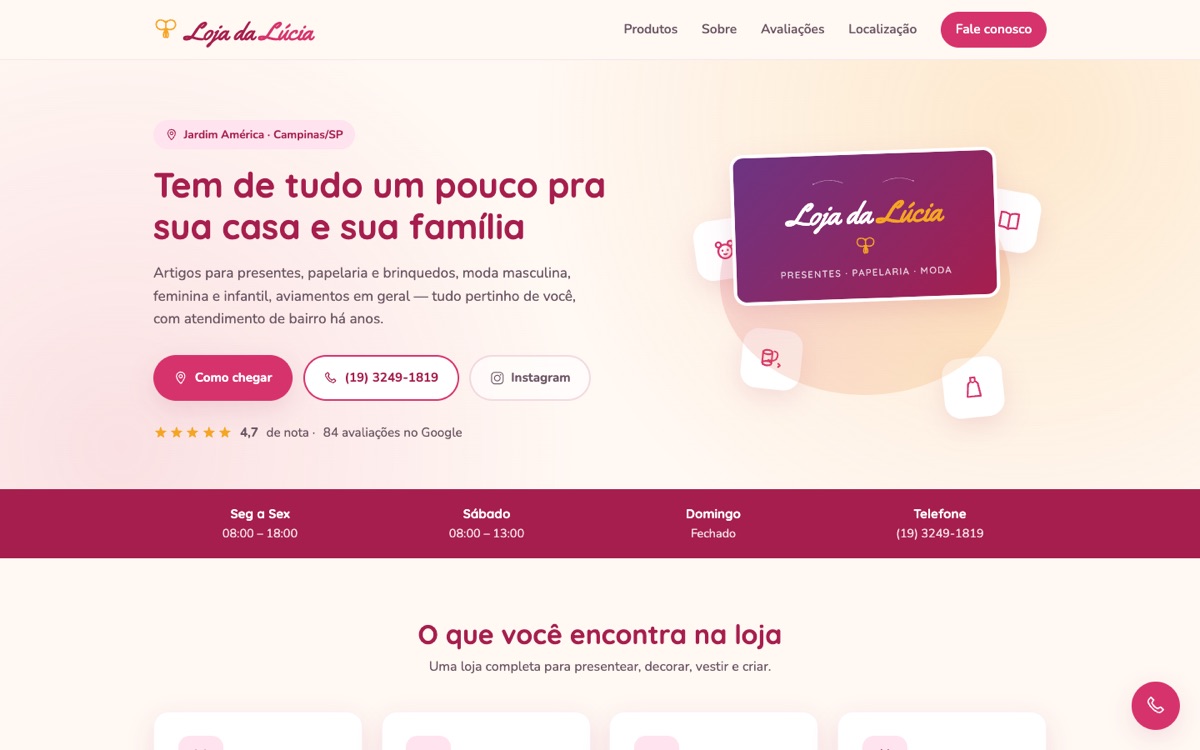 Loja da Lúcia
Produtos
Sobre
Avaliações
Localização
Fale conosco
Jardim América · Campinas/SP
Tem de tudo um pouco pra
sua casa e sua família
Artigos para presentes, papelaria e brinquedos, moda masculina,
feminina e infantil, aviamentos em geral — tudo pertinho de você,
com atendimento de bairro há anos.
Como chegar
(19) 3249-1819
Instagram
4,7 de nota · 84 avaliações no Google
Loja da Lúcia
PRESENTES · PAPELARIA · MODA
Seg a Sex
08:00 – 18:00
Sábado
08:00 – 13:00
Domingo
Fechado
Telefone
(19) 3249-1819
O que você encontra na loja
Uma loja completa para presentear, decorar, vestir e criar.